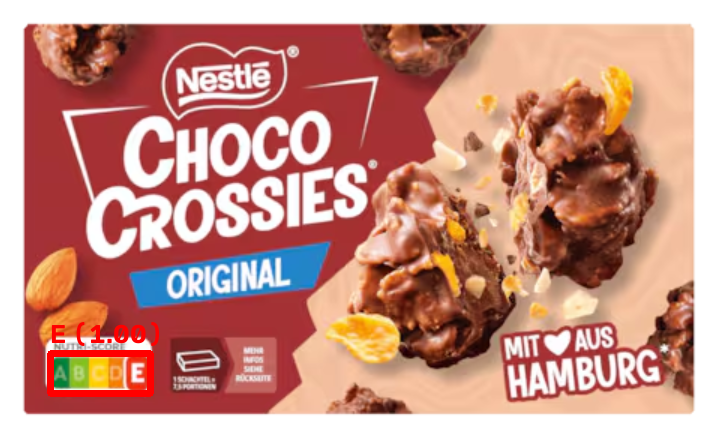 Nestlé®
CHOCO
CROSSIES®
ORIGINAL
E (1.00)
NUTRI-SCORE
A B C D E
1 SCHACHTEL =
7,5 PORTIONEN
MEHR
INFOS
SIEHE
RÜCKSEITE
MIT AUS
HAMBURG*